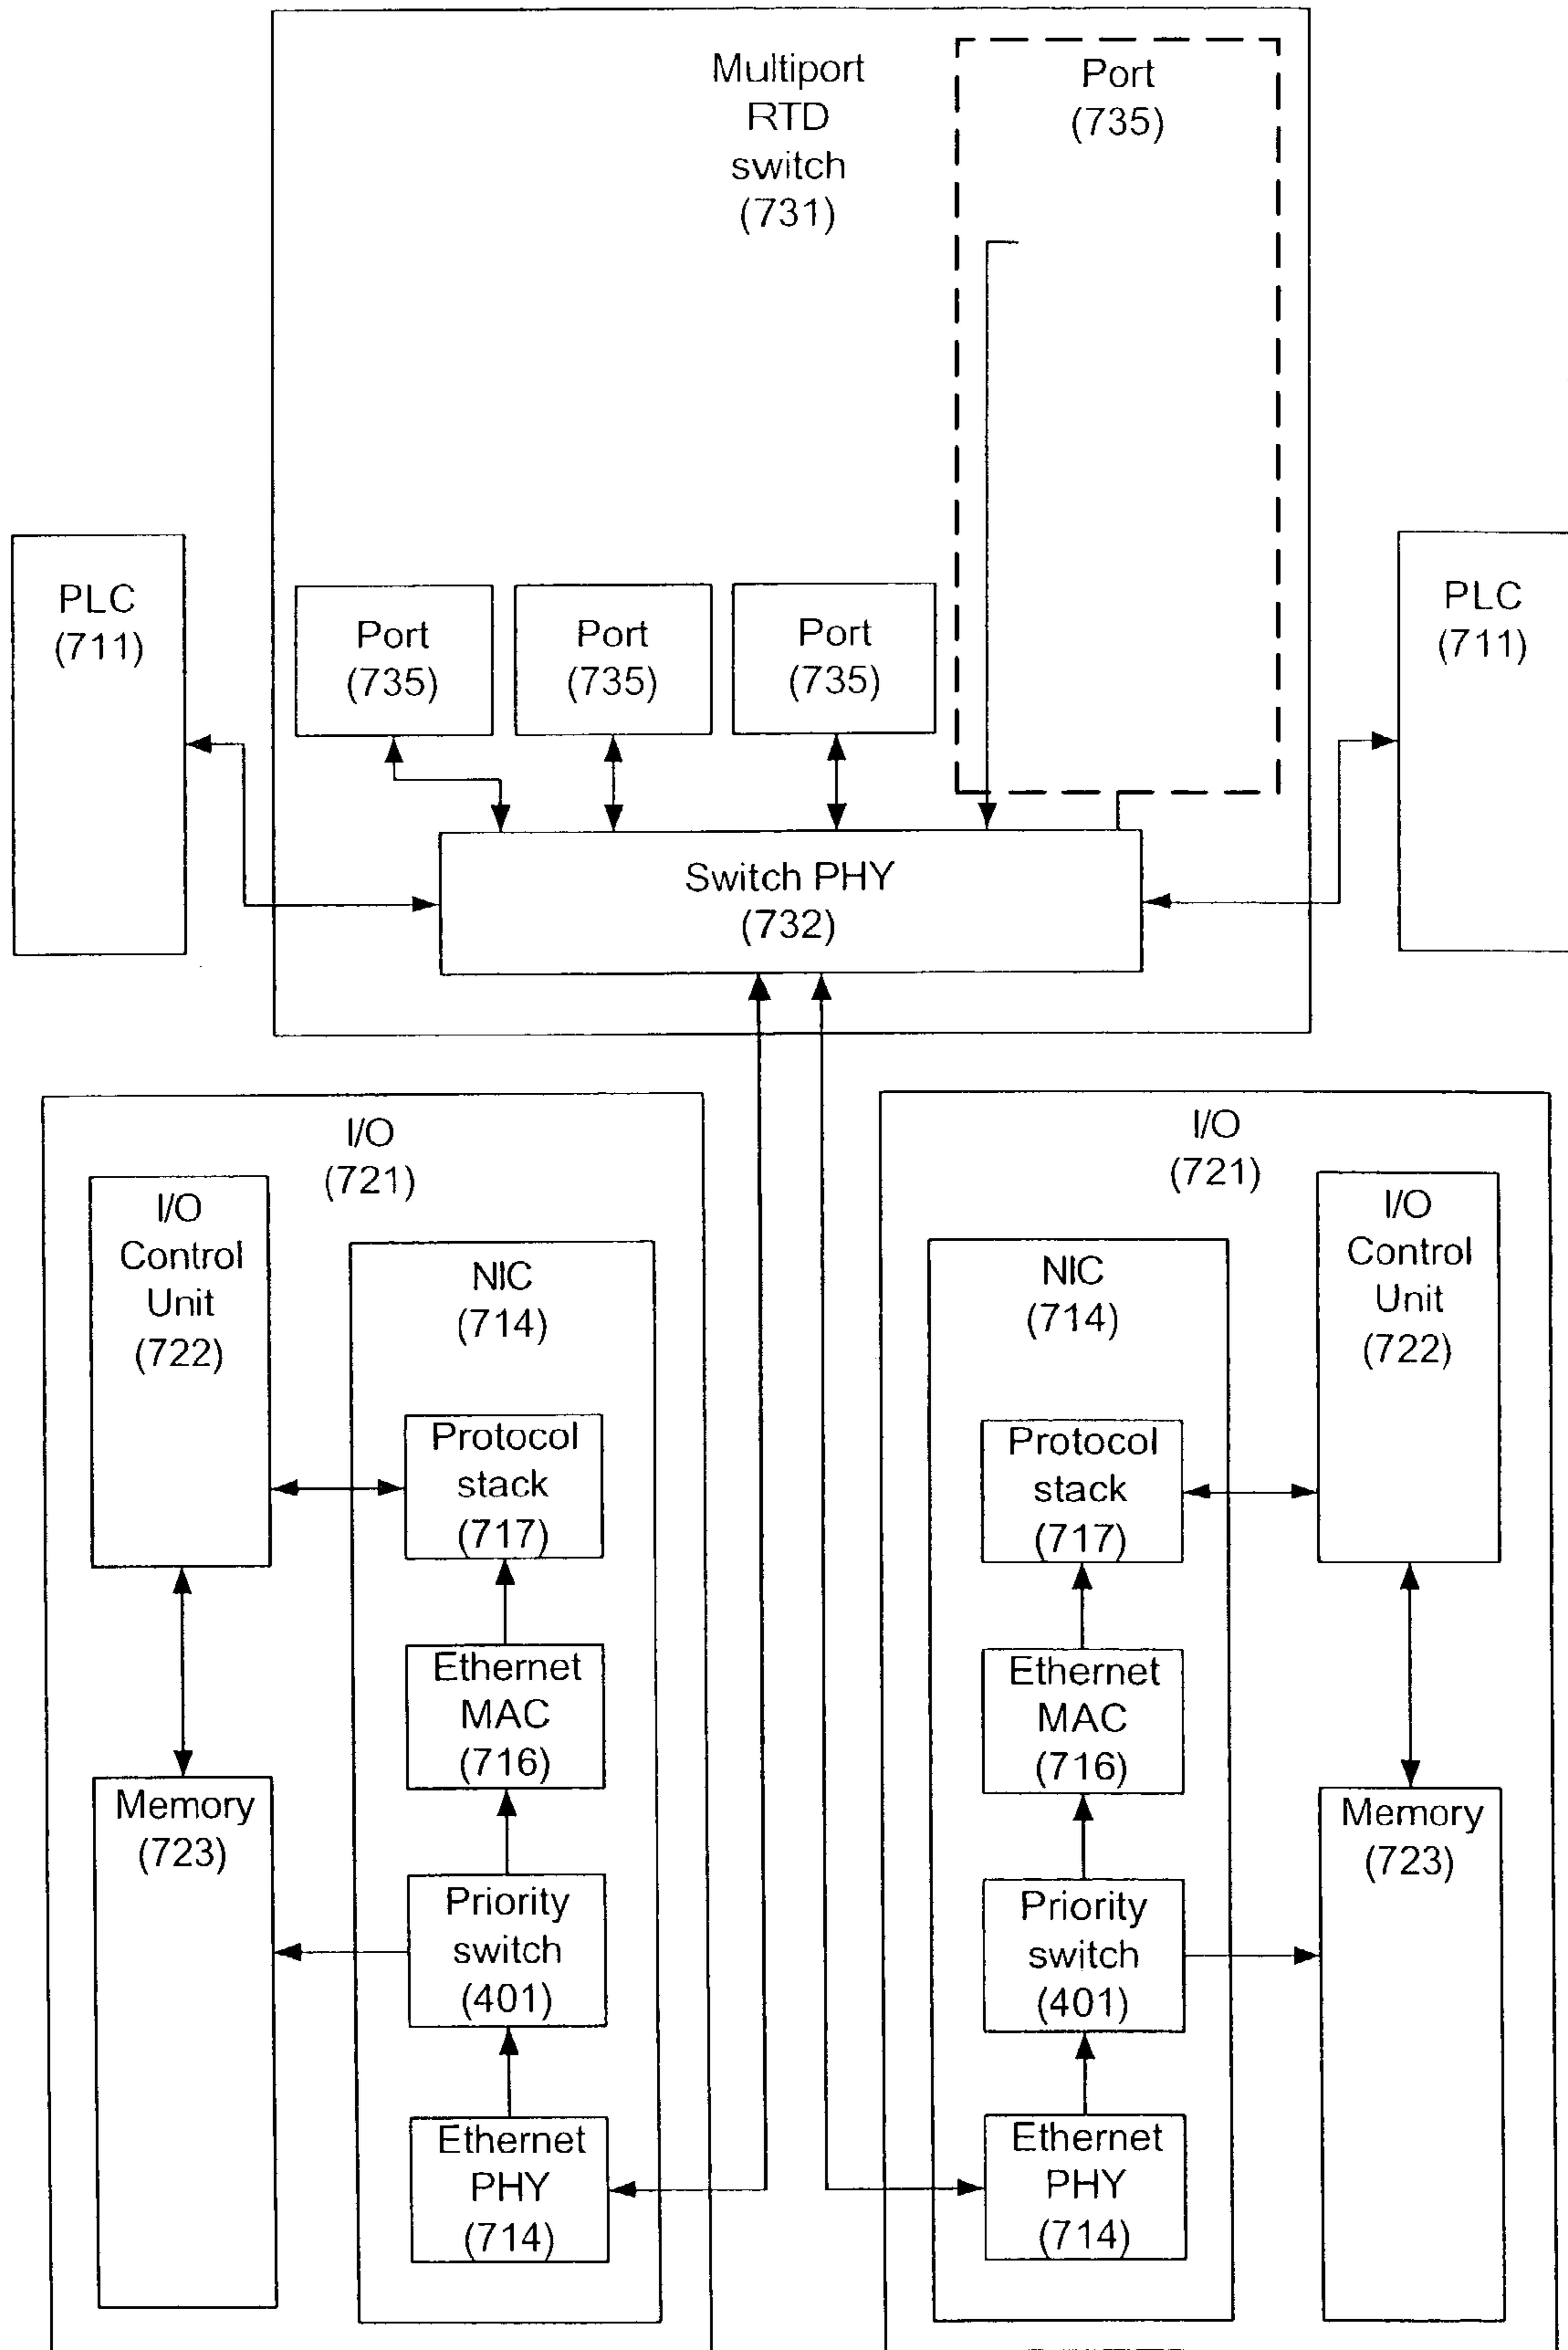 Multiport
RTD
switch
(731)
Port
(735)
PLC
(711)
Port
(735)
Port
(735)
Port
(735)
PLC
(711)
Switch PHY
(732)
I/O
(721)
I/O
Control
Unit
(722)
NIC
(714)
Protocol
stack
(717)
Ethernet
MAC
(716)
Memory
(723)
Priority
switch
(401)
Ethernet
PHY
(714)
I/O
(721)
NIC
(714)
I/O
Control
Unit
(722)
Protocol
stack
(717)
Ethernet
MAC
(716)
Priority
switch
(401)
Memory
(723)
Ethernet
PHY
(714)